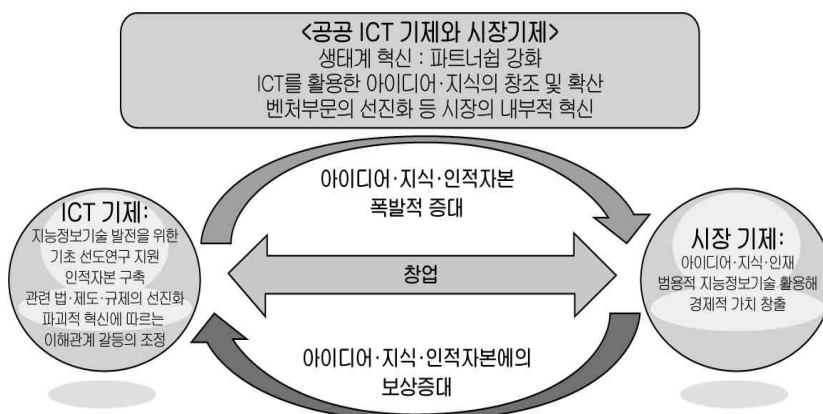 <공공 ICT 기제와 시장기제>
생태계 혁신 : 파트너쉽 강화
ICT를 활용한 아이디어·지식의 창조 및 확산
벤처부문의 선진화 등 시장의 내부적 혁신
아이디어·지식·인적자본
폭발적 증대
ICT 기제:
지능정보기술 발전을 위한
기초 선도연구 지원
인적자본 구축
관련 법·제도·규제의 선진화
파괴적 혁신에 따르는
이해관계 갈등의 조정
창업
시장 기제:
아이디어·지식·인재
범용적 지능정보기술 활용해
경제적 가치 창출
아이디어·지식·인적자본에의
보상증대